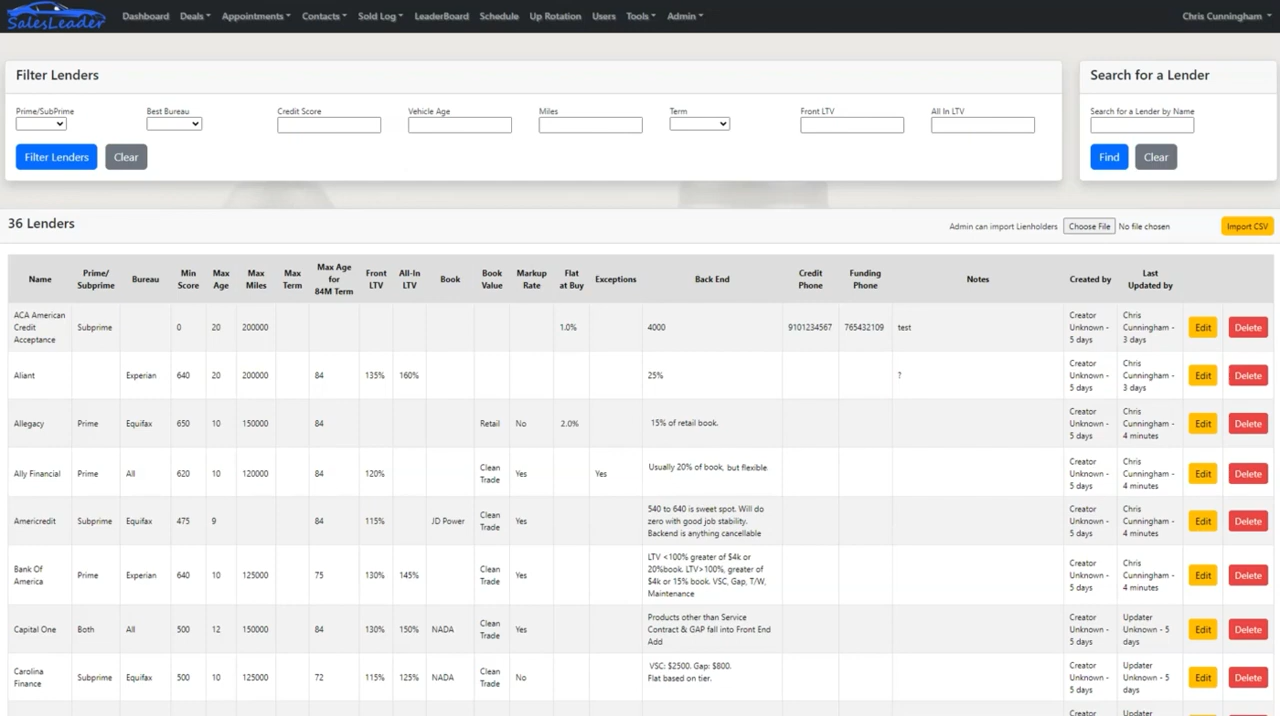 SalesLeader
Dashboard Deals Appointments Contacts Sold Log LeaderBoard Schedule Up Rotation Users Tools Admin Chris Cunningham
Filter Lenders
Prime/SubPrime Best Bureau Credit Score Vehicle Age Miles Term Front LTV All In LTV
Filter Lenders Clear
Search for a Lender
Search for a Lender by Name
Find Clear
36 Lenders
Admin can import Lienholders Choose File No file chosen Import CSV
Name Prime/ Subprime Bureau Min Score Max Age Max Miles Max Term Max Age for 84M Term Front LTV All-In LTV Book Book Value Markup Rate Flat at Buy Exceptions Back End Credit Phone Funding Phone Notes Created by Last Updated by
ACA American Credit Acceptance Subprime 0 20 200000 1.0% 4000 9101234567 765432109 test Creator Unknown - 5 days Chris Cunningham - 3 days Edit Delete
Aliant Experian 640 20 200000 84 135% 160% 25% ? Creator Unknown - 5 days Chris Cunningham - 3 days Edit Delete
Allegacy Prime Equifax 650 10 150000 84 Retail No 2.0% 15% of retail book. Creator Unknown - 5 days Chris Cunningham - 4 minutes Edit Delete
Ally Financial Prime All 620 10 120000 84 120% Clean Trade Yes Yes Usually 20% of book, but flexible. Creator Unknown - 5 days Chris Cunningham - 4 minutes Edit Delete
Americredit Subprime Equifax 475 9 84 115% JD Power Clean Trade Yes 540 to 640 is sweet spot. Will do zero with good job stability. Backend is anything cancellable Creator Unknown - 5 days Chris Cunningham - 4 minutes Edit Delete
Bank Of America Prime Experian 640 10 125000 75 130% 145% Clean Trade Yes LTV <100% greater of $4k or 20%book. LTV>100%, greater of $4k or 15% book. VSC, Gap, T/W, Maintenance Creator Unknown - 5 days Chris Cunningham - 4 minutes Edit Delete
Capital One Both All 500 12 150000 84 130% 150% NADA Clean Trade Yes Products other than Service Contract & GAP fall into Front End Add Creator Unknown - 5 days Updater Unknown - 5 days Edit Delete
Carolina Finance Subprime Equifax 500 10 125000 72 115% 125% NADA Clean Trade No VSC: $2500. Gap: $800. Flat based on tier. Creator Unknown - 5 days Updater Unknown - 5 days Edit Delete
Creator Updater